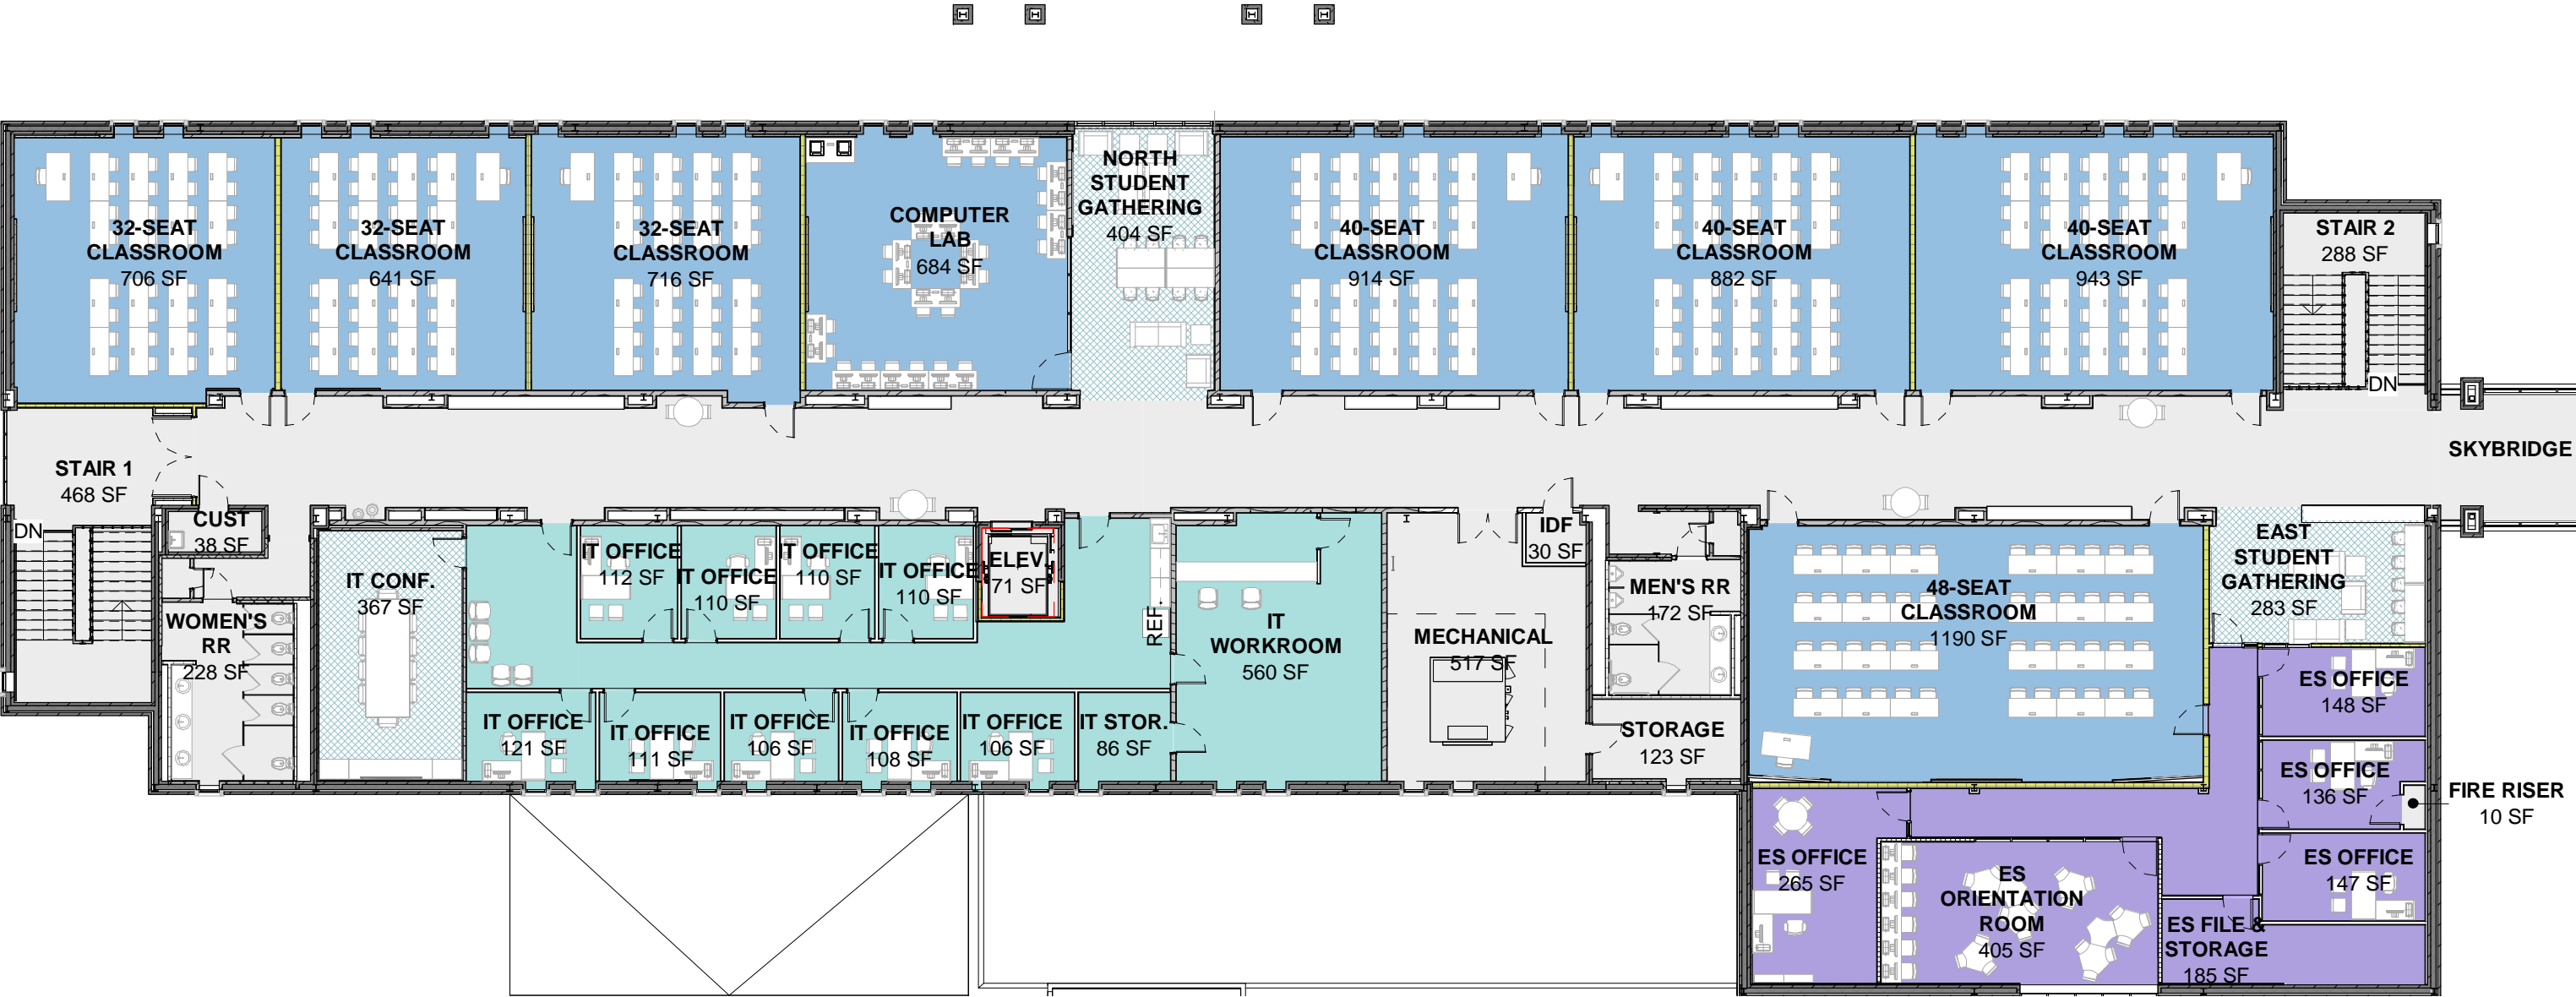 32-SEAT
CLASSROOM
706 SF
32-SEAT
CLASSROOM
641 SF
32-SEAT
CLASSROOM
716 SF
COMPUTER
LAB
684 SF
NORTH
STUDENT
GATHERING
404 SF
40-SEAT
CLASSROOM
914 SF
40-SEAT
CLASSROOM
882 SF
40-SEAT
CLASSROOM
943 SF
STAIR 2
288 SF
DN
SKYBRIDGE
STAIR 1
468 SF
DN
CUST
38 SF
WOMEN'S
RR
228 SF
IT CONF.
367 SF
IT OFFICE
112 SF
IT OFFICE
110 SF
IT OFFICE
110 SF
IT OFFICE
110 SF
ELEV.
71 SF
REF.
IT
WORKROOM
560 SF
MECHANICAL
517 SF
IDF
30 SF
MEN'S RR
172 SF
STORAGE
123 SF
48-SEAT
CLASSROOM
1190 SF
EAST
STUDENT
GATHERING
283 SF
IT OFFICE
121 SF
IT OFFICE
111 SF
IT OFFICE
106 SF
IT OFFICE
108 SF
IT OFFICE
106 SF
IT STOR.
86 SF
ES OFFICE
148 SF
ES OFFICE
136 SF
FIRE RISER
10 SF
ES OFFICE
147 SF
ES OFFICE
265 SF
ES
ORIENTATION
ROOM
405 SF
ES FILE &
STORAGE
185 SF